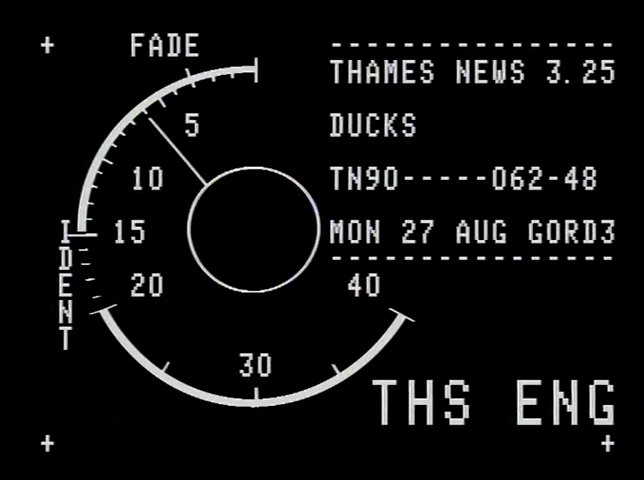 FADE
----------------
THAMES NEWS 3.25
5
DUCKS
10
TN90-----062-48
15
MON 27 AUG GORD3
----------------
IDENT
20
40
30
THS ENG